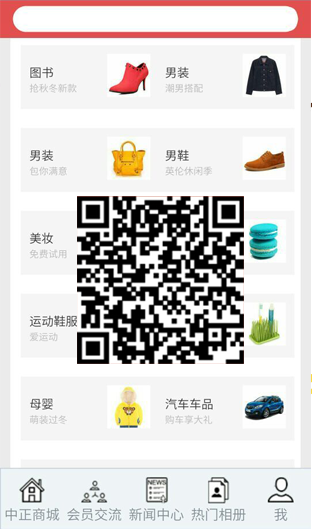 图书
抢秋冬新款
男装
潮男搭配
男装
包你满意
男鞋
英伦休闲季
美妆
免费试用
运动鞋服
爱运动
母婴
萌装过冬
汽车车品
购车享大礼
NEWS
中正商城
会员交流
新闻中心
热门相册
我